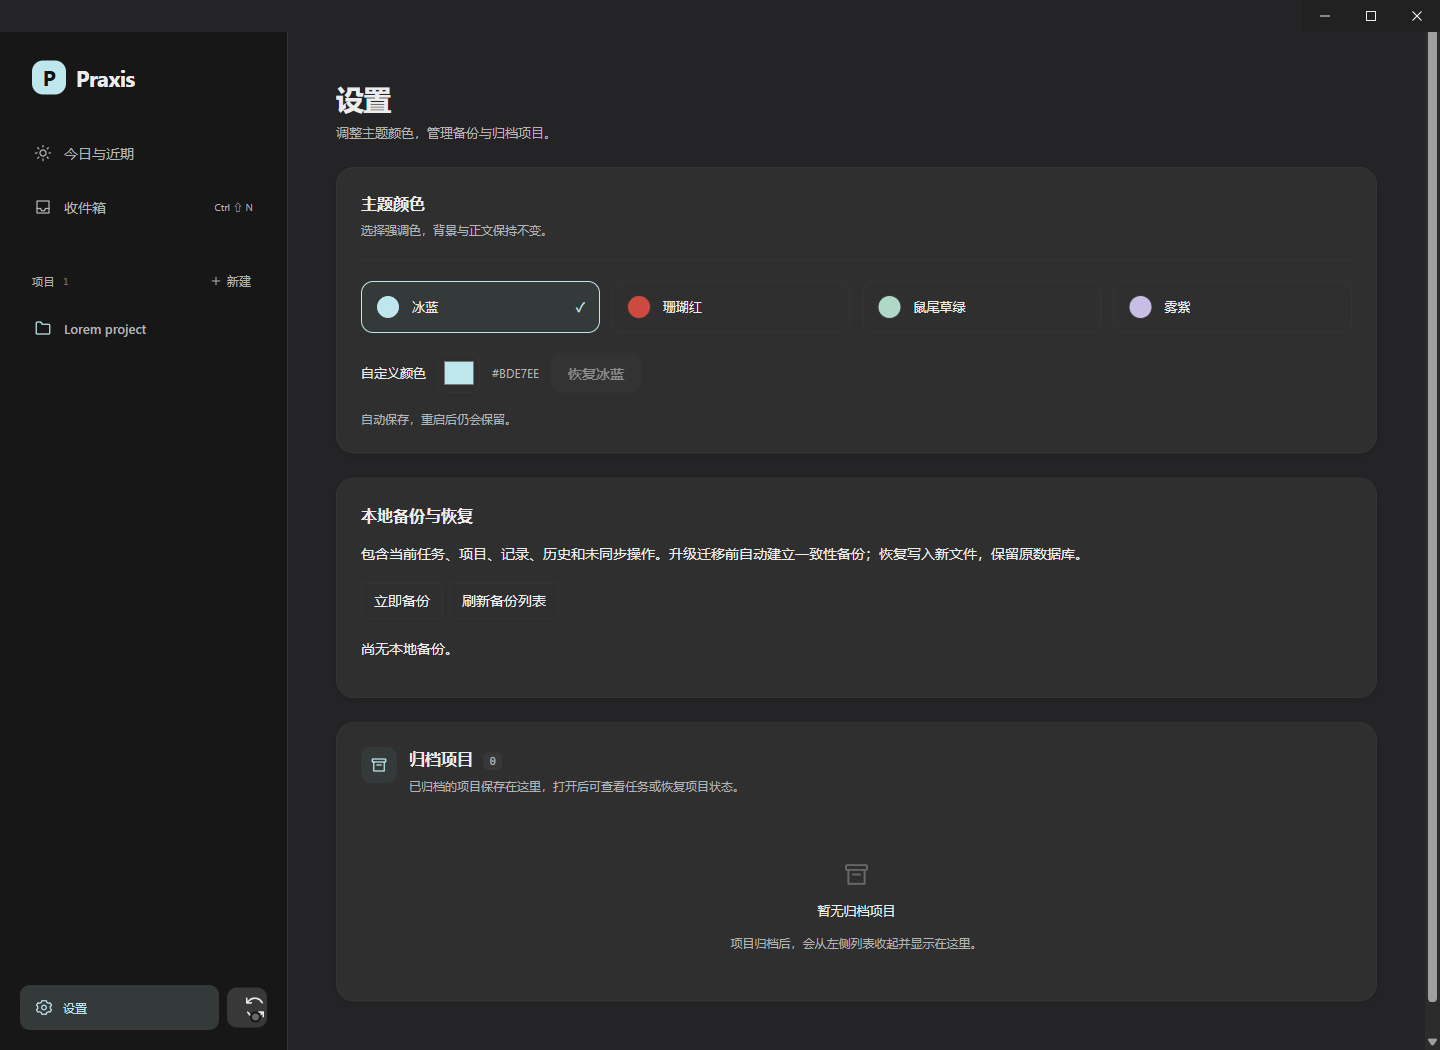 P Praxis
今日与近期
收件箱 Ctrl ⇧ N
项目 1 + 新建
Lorem project
设置
设置
调整主题颜色，管理备份与归档项目。
主题颜色
选择强调色，背景与正文保持不变。
冰蓝 ✓
珊瑚红
鼠尾草绿
雾紫
自定义颜色 #BDE7EE 恢复冰蓝
自动保存，重启后仍会保留。
本地备份与恢复
包含当前任务、项目、记录、历史和未同步操作。升级迁移前自动建立一致性备份；恢复写入新文件，保留原数据库。
立即备份 刷新备份列表
尚无本地备份。
归档项目 0
已归档的项目保存在这里，打开后可查看任务或恢复项目状态。
暂无归档项目
项目归档后，会从左侧列表收起并显示在这里。